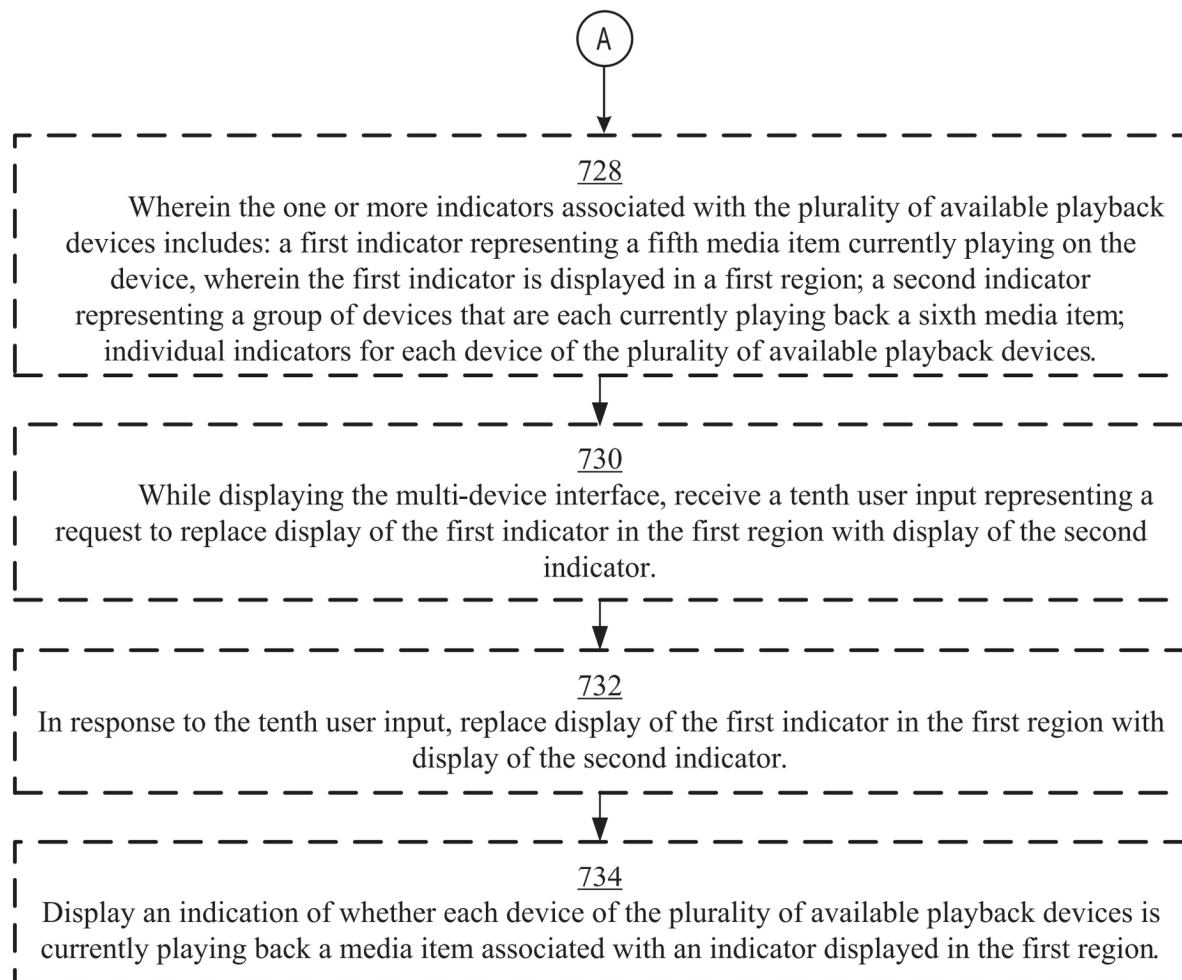 A
728
Wherein the one or more indicators associated with the plurality of available playback
devices includes: a first indicator representing a fifth media item currently playing on the
device, wherein the first indicator is displayed in a first region; a second indicator
representing a group of devices that are each currently playing back a sixth media item;
individual indicators for each device of the plurality of available playback devices.
730
While displaying the multi-device interface, receive a tenth user input representing a
request to replace display of the first indicator in the first region with display of the second
indicator.
732
In response to the tenth user input, replace display of the first indicator in the first region with
display of the second indicator.
734
Display an indication of whether each device of the plurality of available playback devices is
currently playing back a media item associated with an indicator displayed in the first region.